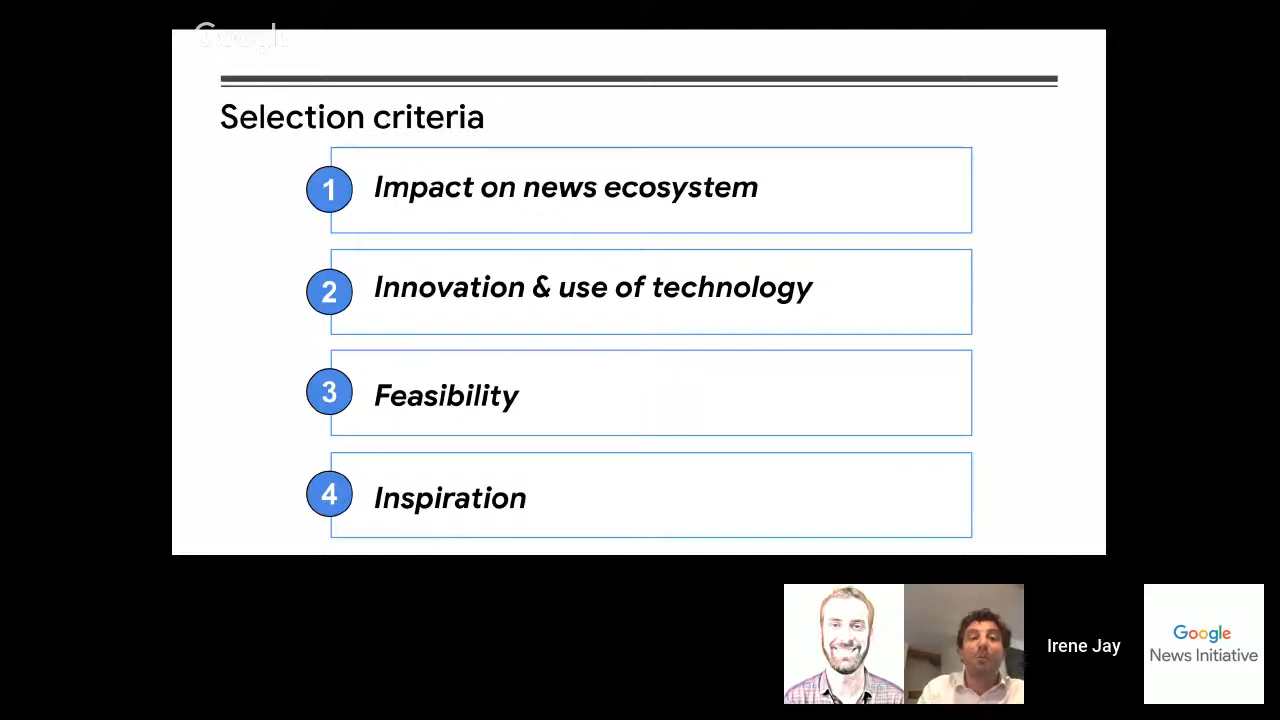 Google
Selection criteria
1 Impact on news ecosystem
2 Innovation & use of technology
3 Feasibility
4 Inspiration
Irene Jay
Google
News Initiative